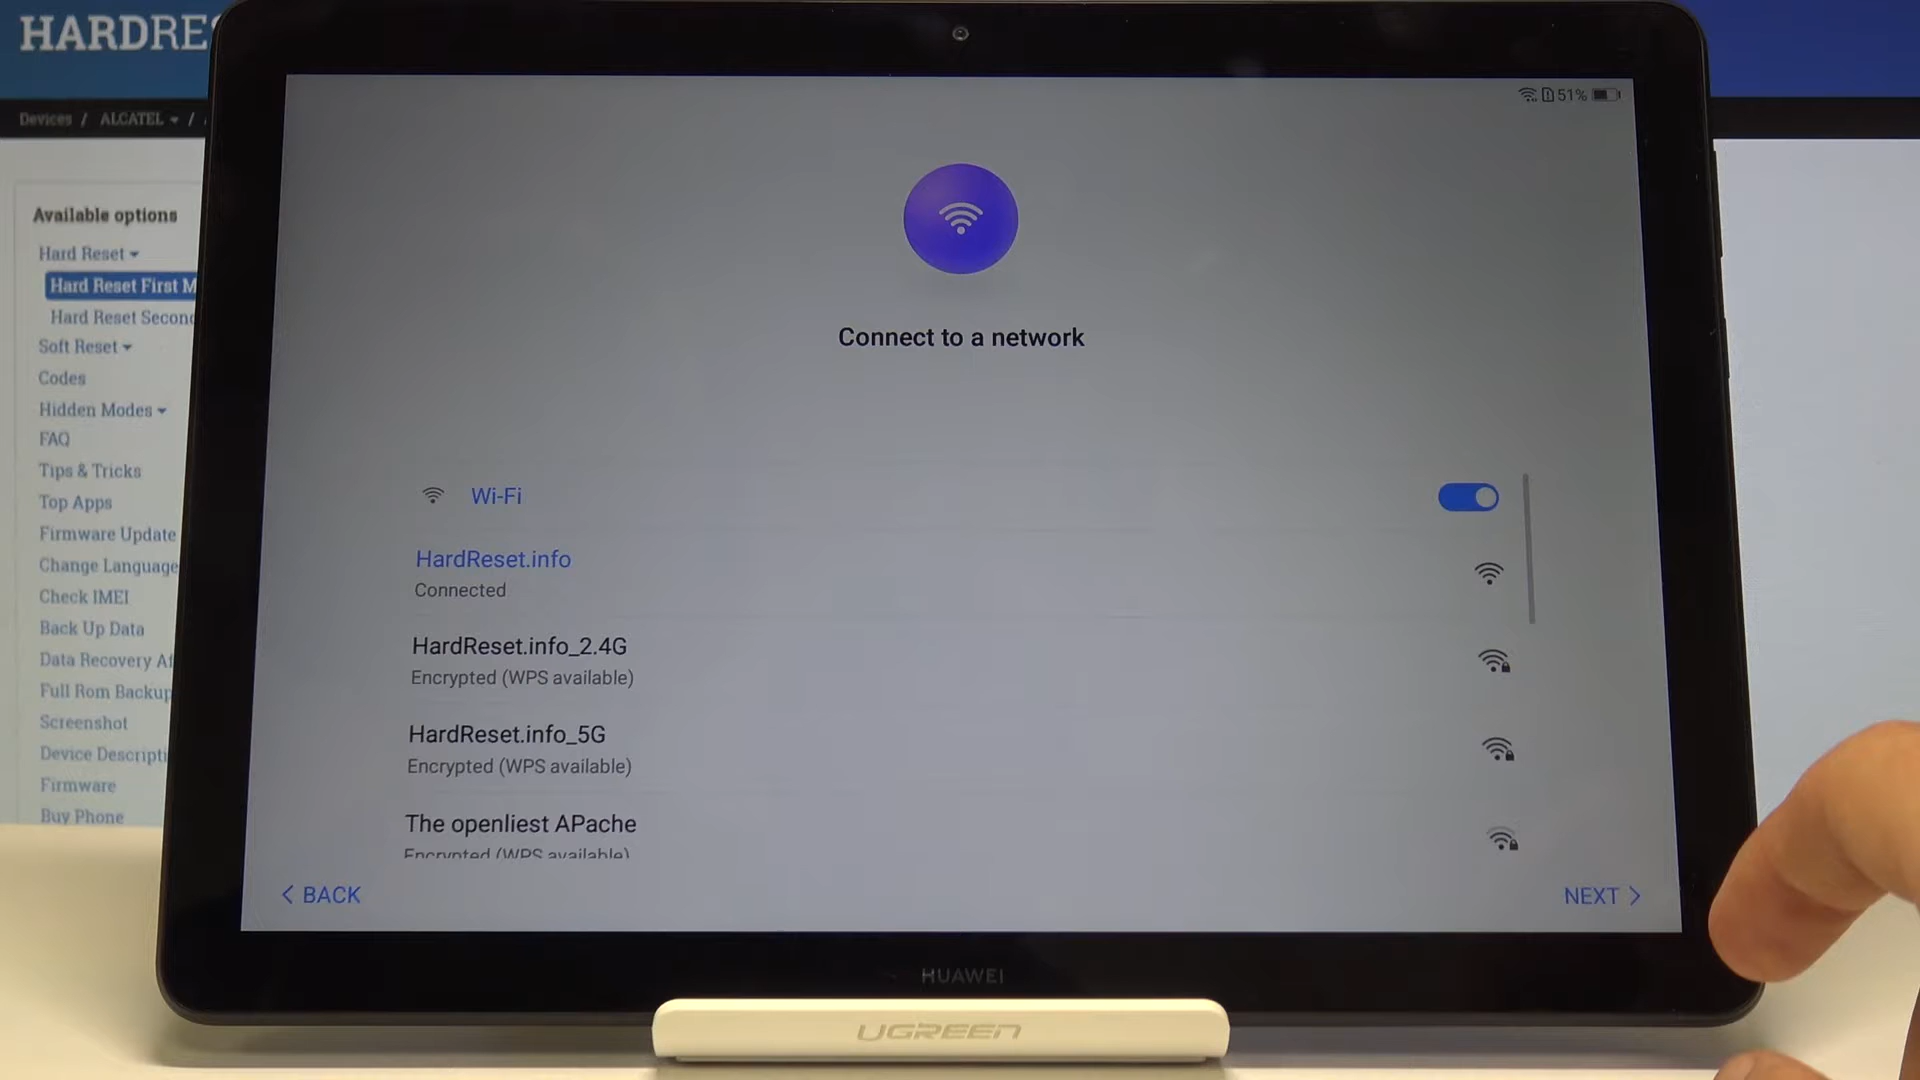 HARDRES
Devices / ALCATEL /
Available options
Hard Reset
Hard Reset First M
Hard Reset Second
Soft Reset
Codes
Hidden Modes
FAQ
Tips & Tricks
Top Apps
Firmware Update
Change Language
Check IMEI
Back Up Data
Data Recovery Af
Full Rom Backup
Screenshot
Device Descripti
Firmware
Buy Phone
51%
Connect to a network
Wi-Fi
HardReset.info
Connected
HardReset.info_2.4G
Encrypted (WPS available)
HardReset.info_5G
Encrypted (WPS available)
The openliest APache
Encrypted (WPS available)
< BACK
NEXT >
HUAWEI
UGREEN